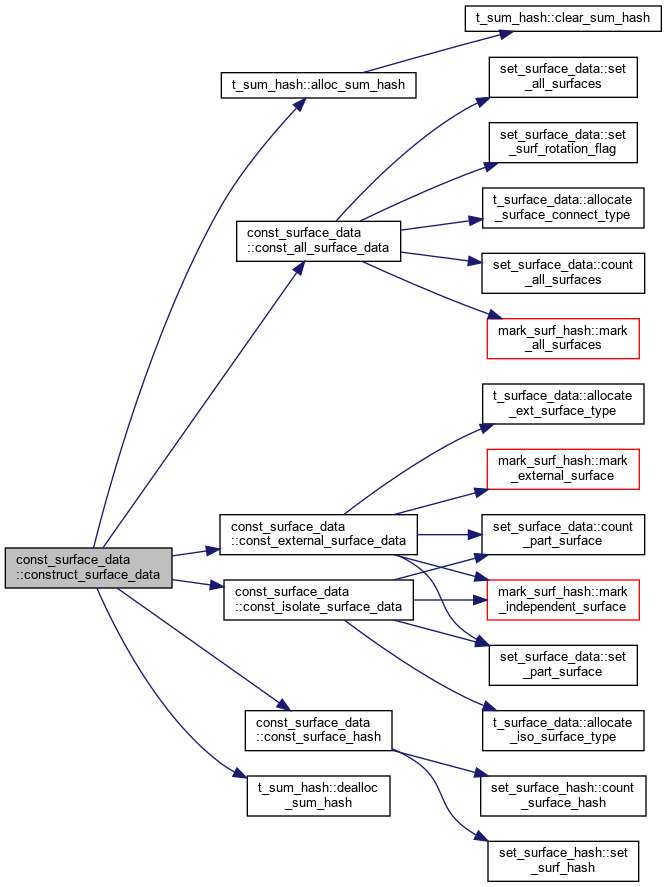 t_sum_hash::clear_sum_hash
t_sum_hash::alloc_sum_hash
set_surface_data::set
_all_surfaces
set_surface_data::set
_surf_rotation_flag
t_surface_data::allocate
_surface_connect_type
const_surface_data
::const_all_surface_data
set_surface_data::count
_all_surfaces
mark_surf_hash::mark
_all_surfaces
t_surface_data::allocate
_ext_surface_type
mark_surf_hash::mark
_external_surface
const_surface_data
::const_external_surface_data
set_surface_data::count
_part_surface
const_surface_data
::construct_surface_data
const_surface_data
::const_isolate_surface_data
mark_surf_hash::mark
_independent_surface
set_surface_data::set
_part_surface
const_surface_data
::const_surface_hash
t_surface_data::allocate
_iso_surface_type
t_sum_hash::dealloc
_sum_hash
set_surface_hash::count
_surface_hash
set_surface_hash::set
_surf_hash